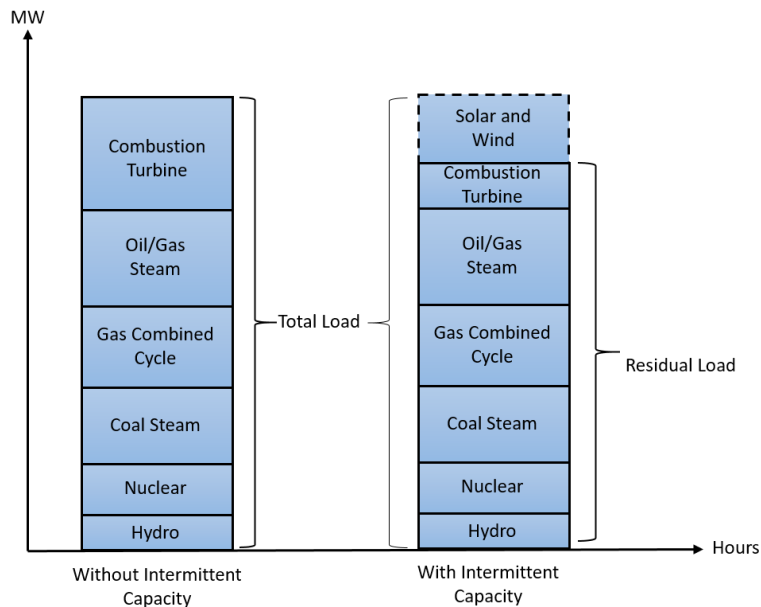 MW
Combustion
Turbine
Oil/Gas
Steam
Gas Combined
Cycle
Coal Steam
Nuclear
Hydro
Without Intermittent
Capacity
Total Load
Solar and
Wind
Combustion
Turbine
Oil/Gas
Steam
Gas Combined
Cycle
Coal Steam
Nuclear
Hydro
With Intermittent
Capacity
Residual Load
Hours